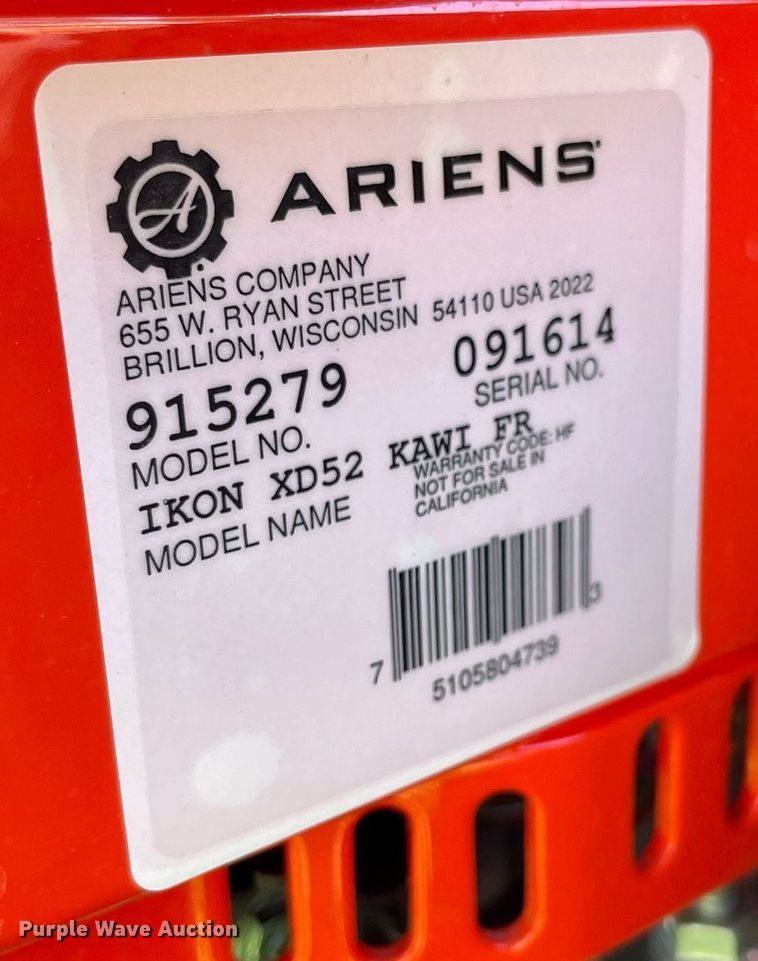 A ARIENS
ARIENS COMPANY
655 W. RYAN STREET
BRILLION, WISCONSIN 54110 USA 2022
915279 091614
MODEL NO. SERIAL NO.
IKON XD52 KAWI FR
MODEL NAME
WARRANTY CODE: HF
NOT FOR SALE IN
CALIFORNIA
7 5105804739 3
Purple Wave Auction